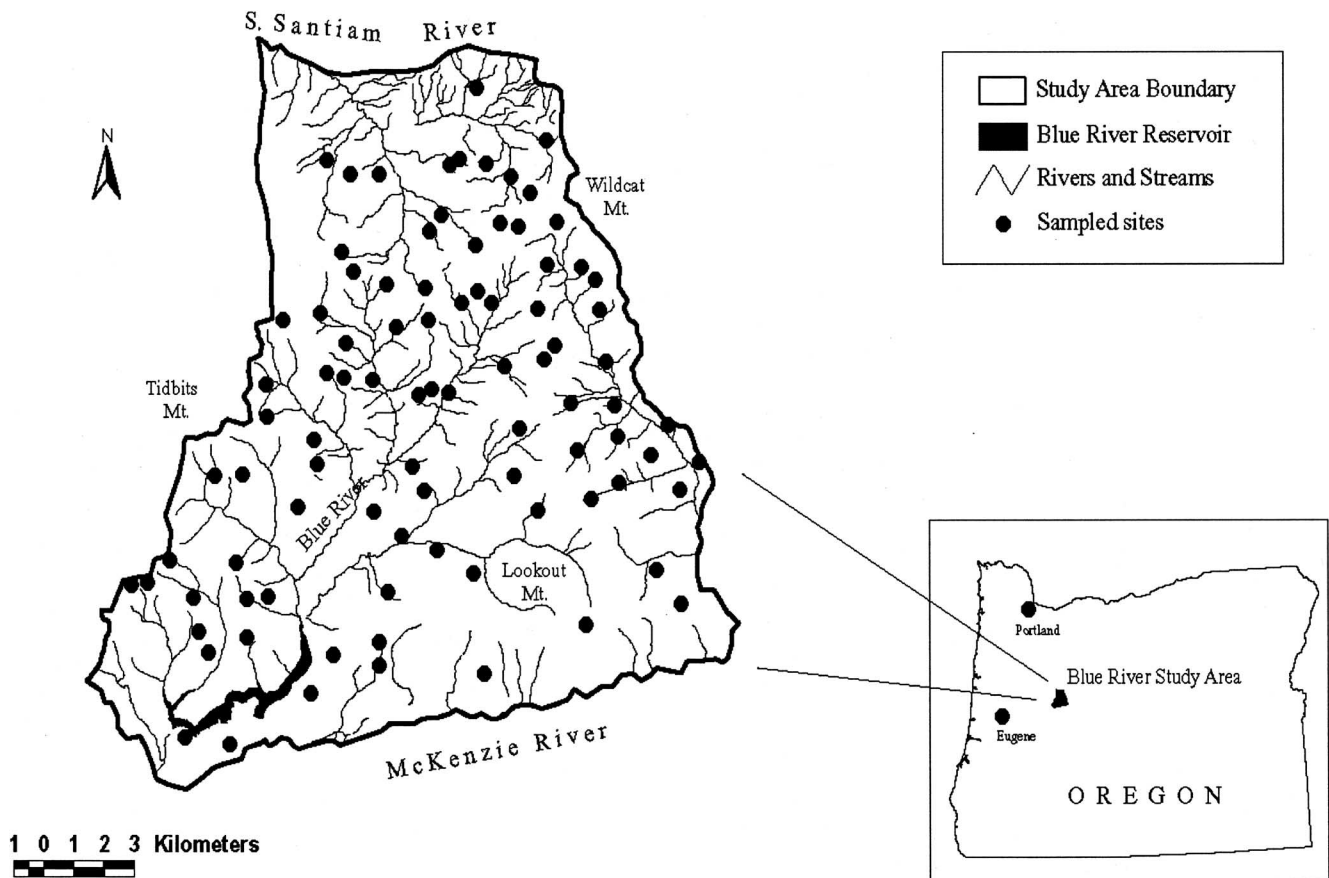 S. Santiam River
N
Wildcat
Mt.
Tidbits
Mt.
Blue River
Lookout
Mt.
McKenzie River
1 0 1 2 3 Kilometers
Study Area Boundary
Blue River Reservoir
Rivers and Streams
Sampled sites
Portland
Blue River Study Area
Eugene
OREGON